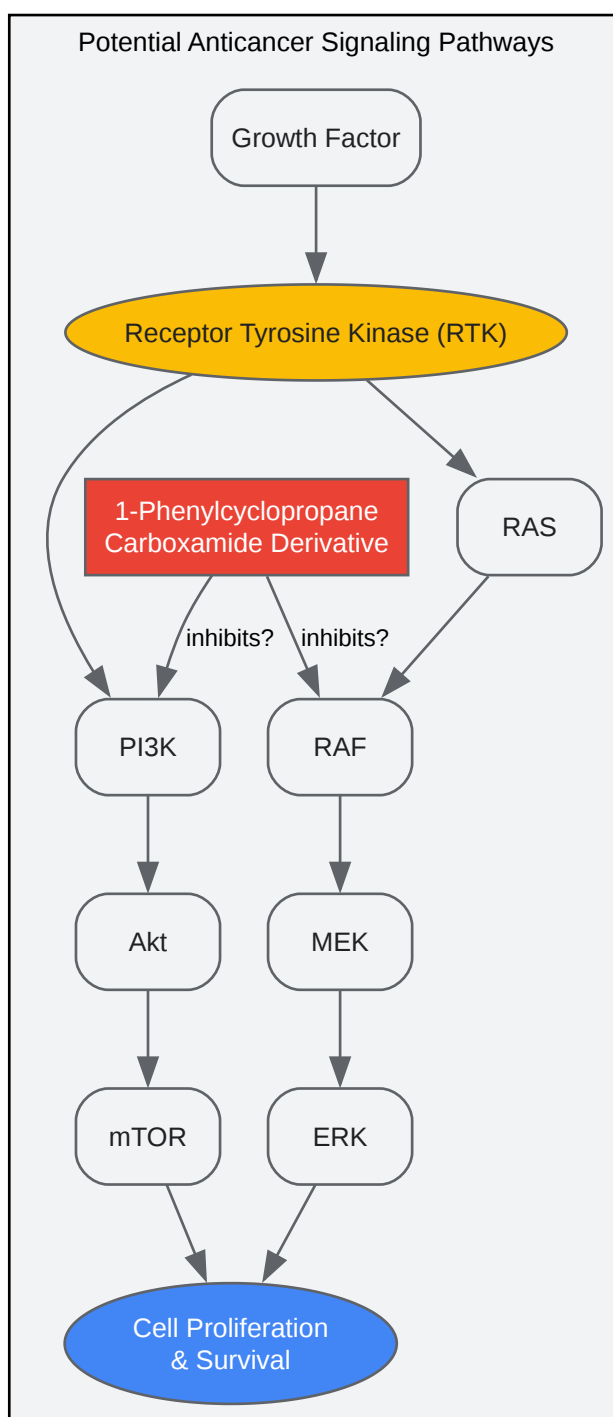 Potential Anticancer Signaling Pathways
Growth Factor
Receptor Tyrosine Kinase (RTK)
1-Phenylcyclopropane
Carboxamide Derivative
RAS
inhibits?
inhibits?
PI3K
RAF
Akt
MEK
mTOR
ERK
Cell Proliferation
& Survival